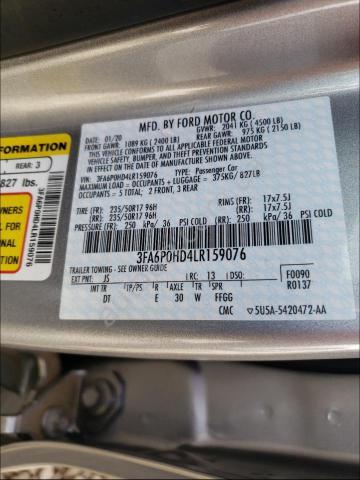 MFD. BY FORD MOTOR CO.
DATE: 01/20 GVWR: 2041 KG (4500 LB)
FRONT GAWR: 1089 KG (2400 LB) REAR GAWR: 975 KG (2150 LB)
THIS VEHICLE CONFORMS TO ALL APPLICABLE FEDERAL MOTOR
VEHICLE SAFETY, BUMPER, AND THEFT PREVENTION STANDARDS
IN EFFECT ON THE DATE OF MANUFACTURE SHOWN ABOVE.
VIN: 3FA6P0HD4LR159076 TYPE: Passenger Car
MAXIMUM LOAD = OCCUPANTS + LUGGAGE = 375KG/ 827LB
OCCUPANTS = 5 TOTAL: 2 FRONT, 3 REAR
TIRE (FR): 235/50R17 96H RIMS (FR): 17x7.5J
TIRE (RR): 235/50R17 96H (RR): 17x7.5J
PRESSURE (FR): 250 kPa/ 36 PSI COLD (RR): 250 kPa/ 36 PSI COLD
3FA6P0HD4LR159076
TRAILER TOWING - SEE OWNER GUIDE
EXT PNT: JS RC: 13 DSO: F0090
INT TR TP R AXLE TR SPR R0137
DT E 30 W FFGG
CMC 5U5A-5420472-AA
FORMATION
REAR: 3
827 lbs.
OWNERS
3FA6P0HD4LR159076